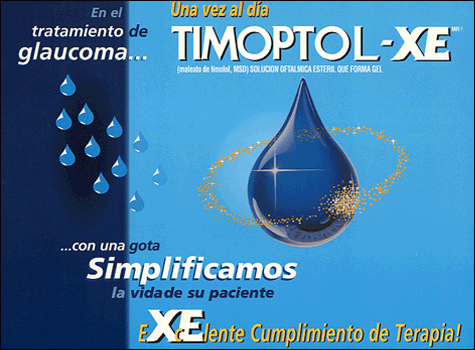 En el
tratamiento de
glaucoma...
Una vez al día
TIMOPTOL-XE
(maleato de timolol, MSD) SOLUCION OFTALMICA ESTERIL QUE FORMA GEL
...con una gota
Simplificamos
la vida de su paciente
EXcelente Cumplimiento de Terapia!